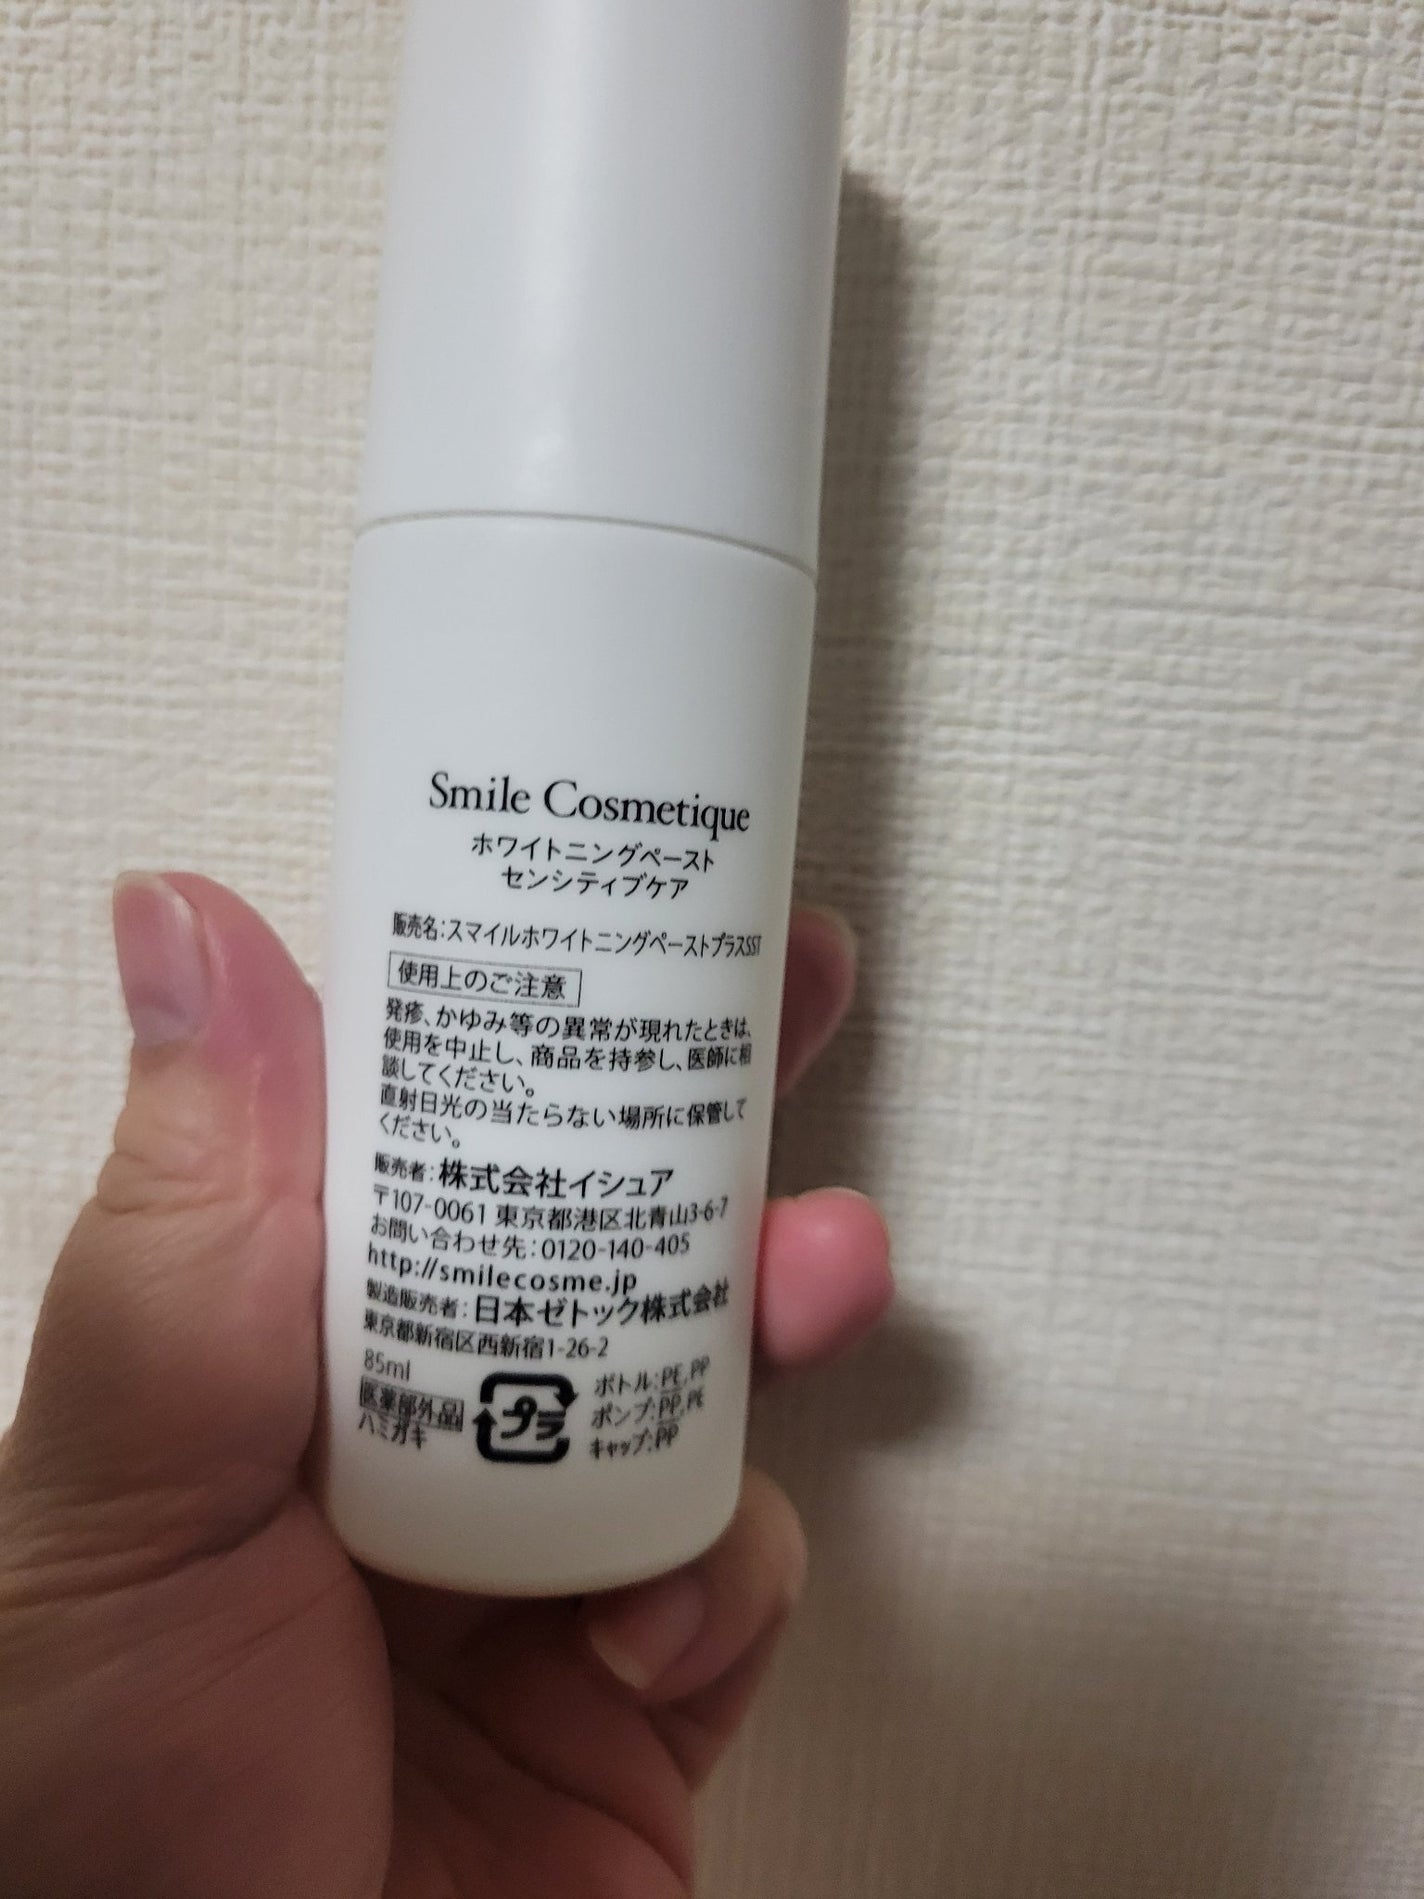 Smile Cosmetique
ホワイトニングペースト
センシティブケア
販売名:スマイルホワイトニングペーストプラスSST
使用上のご注意
発疹、かゆみ等の異常が現れたときは、
使用を中止し、商品を持参し、医師に相
談してください。
直射日光の当たらない場所に保管して
ください。
販売者:株式会社イシュア
〒107-0061 東京都港区北青山3-6-7
お問い合わせ先:0120-140-405
http://smilecosme.jp
製造販売者:日本ゼトック株式会社
東京都新宿区西新宿1-26-2
85ml
医薬部外品
ハミガキ
プラ
ボトル:PE,PP
ポンプ:PP,PE
キャップ:PP